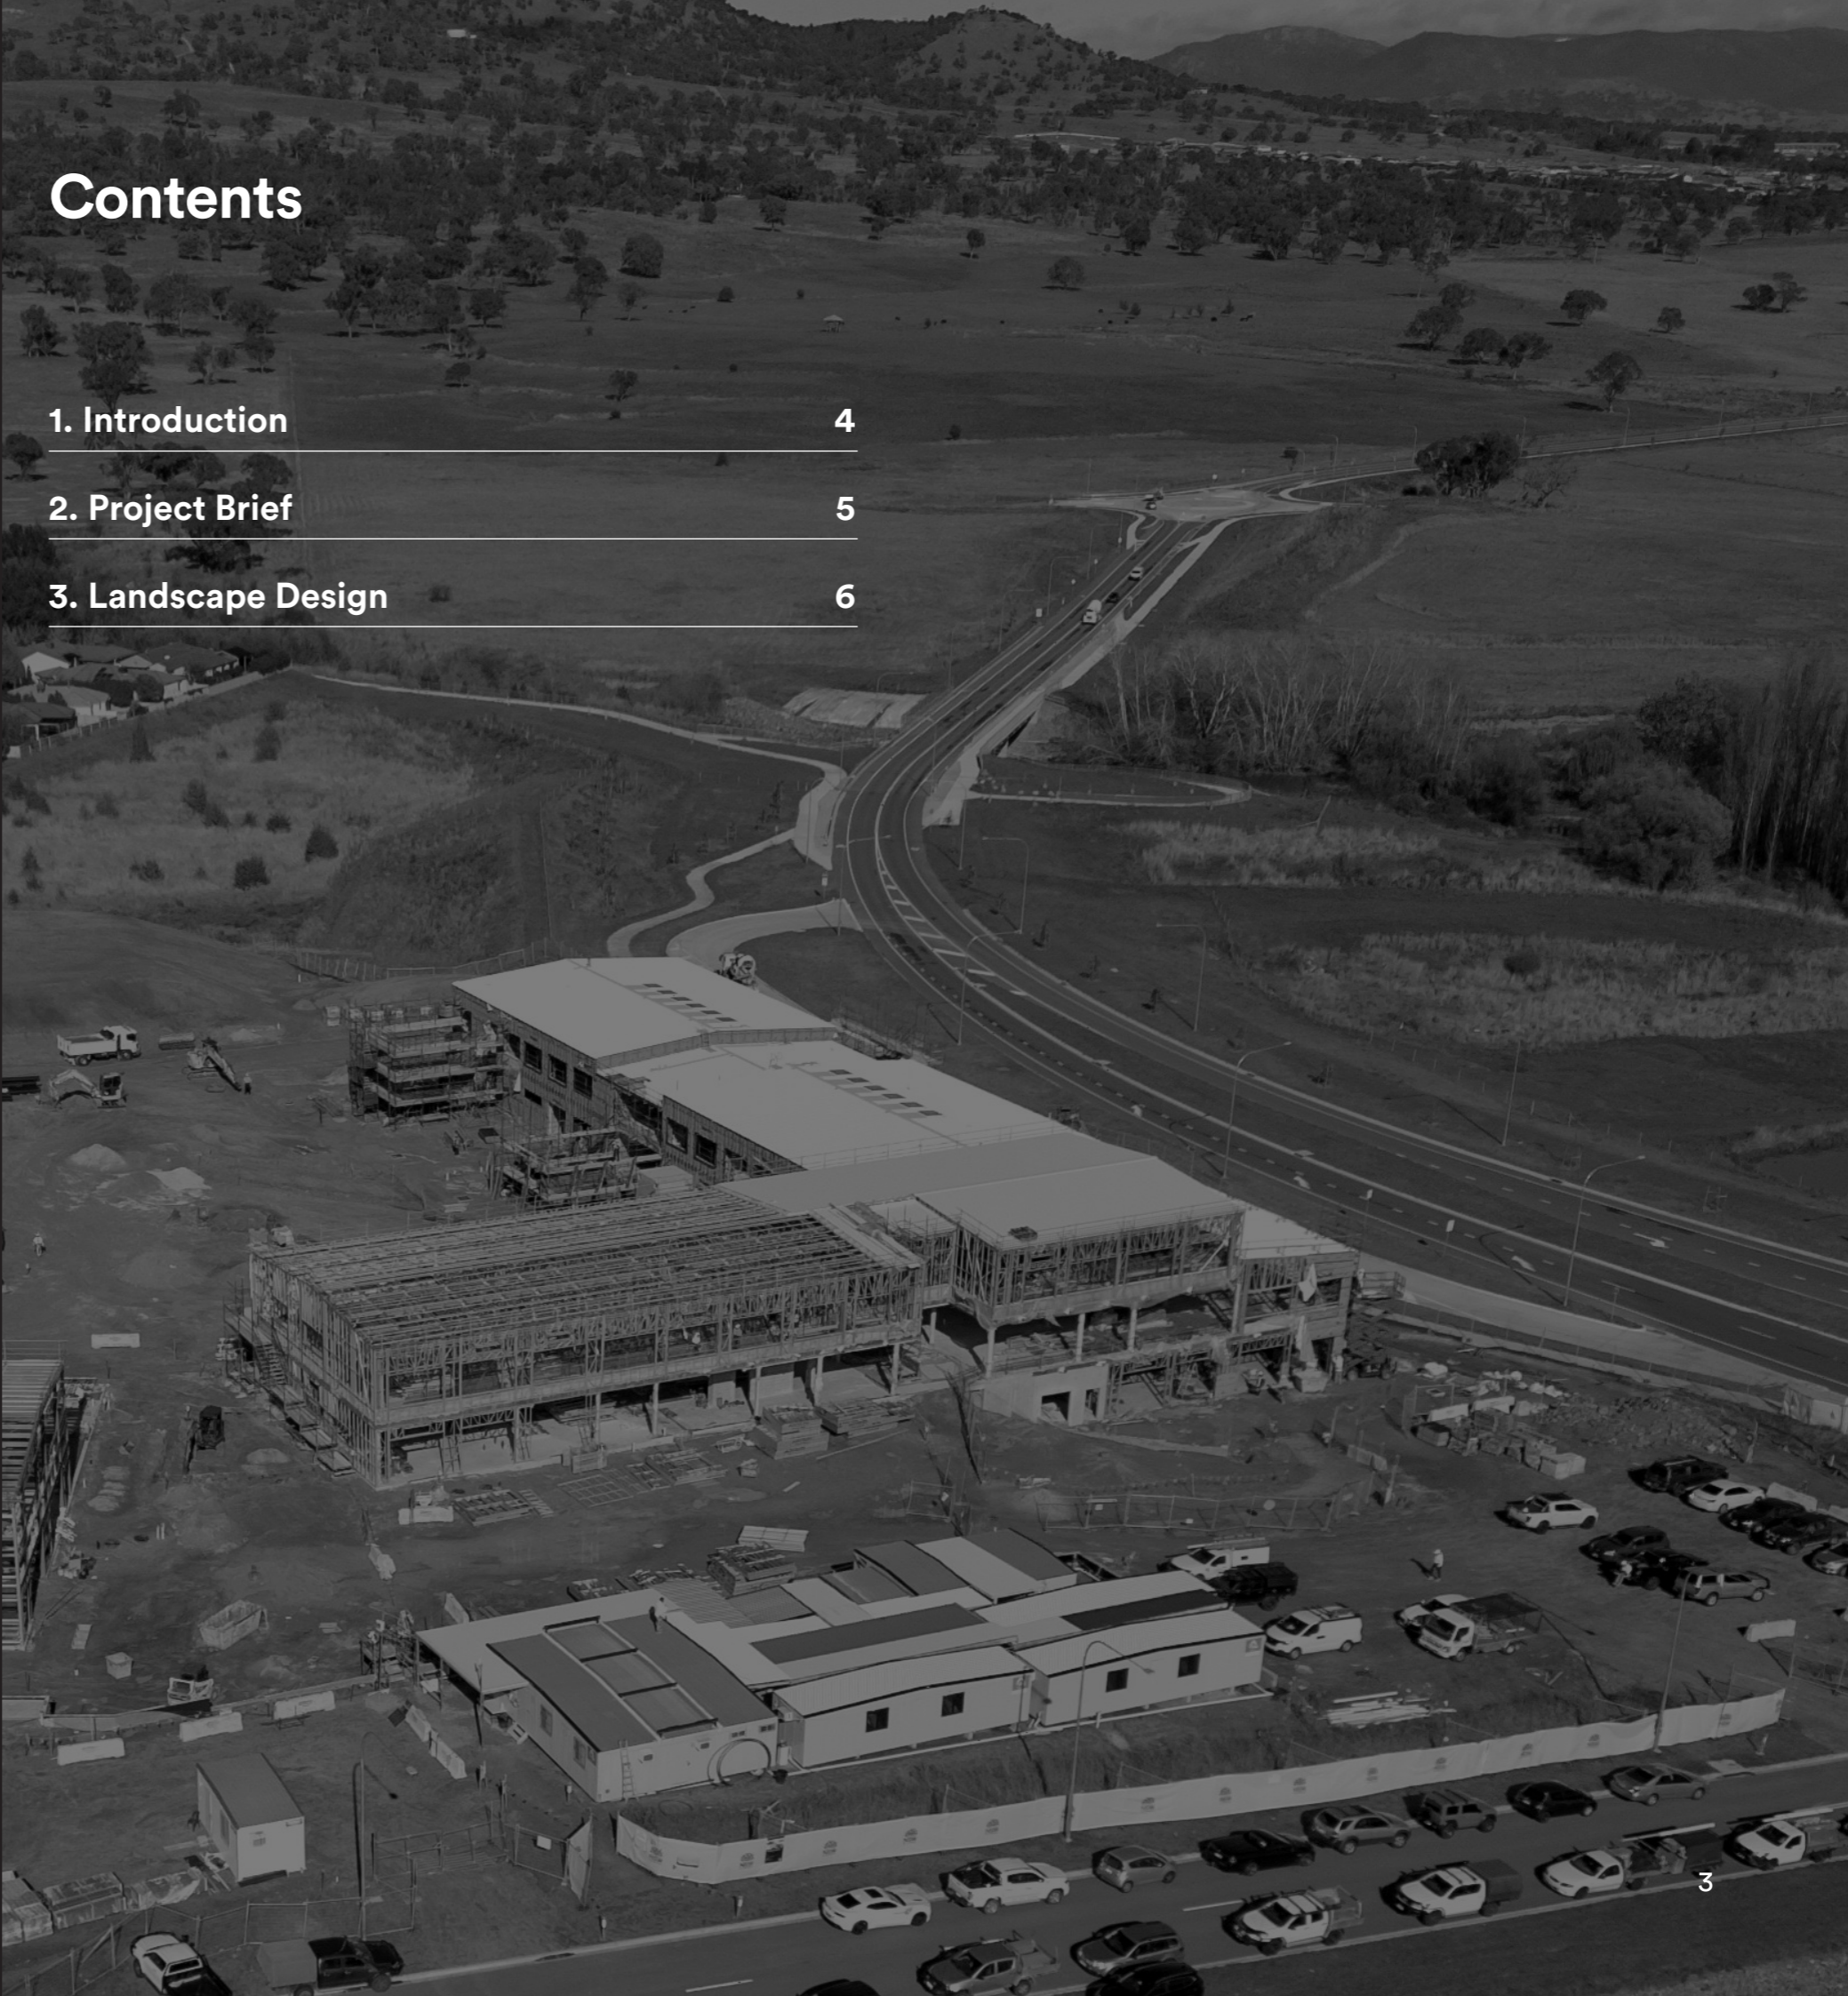 Contents
1. Introduction 4
2. Project Brief 5
3. Landscape Design 6
3